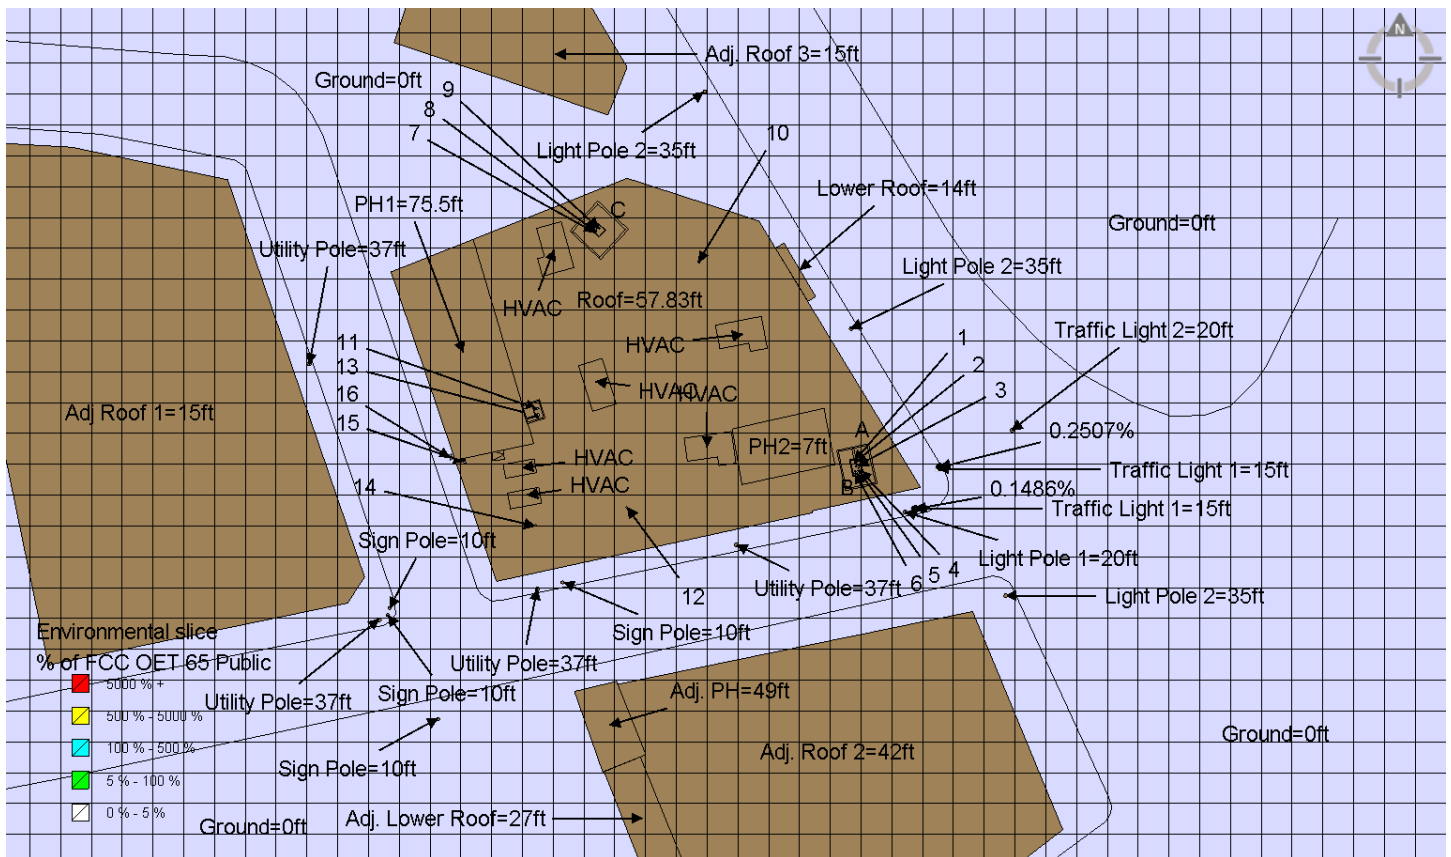 N
Adj. Roof 3=15ft
Ground=0ft
9
8
7
10
Light Pole 2=35ft
Lower Roof=14ft
PH1=75.5ft
C
Ground=0ft
Utility Pole=37ft
Light Pole 2=35ft
HVAC
Roof=57.83ft
Traffic Light 2=20ft
11
HVAC
1
13
2
16
HVAC
HVAC
3
Adj Roof 1=15ft
15
A
0.2507%
PH2=7ft
HVAC
Traffic Light 1=15ft
14
HVAC
B
0.1486%
Traffic Light 1=15ft
Sign Pole=10ft
Light Pole 1=20ft
12
Utility Pole=37ft
6
5
4
Light Pole 2=35ft
Environmental slice
Sign Pole=10ft
% of FCC OET 65 Public
Utility Pole=37ft
5000 % +
Utility Pole=37ft
Sign Pole=10ft
Adj. PH=49ft
500 % - 5000 %
100 % - 500 %
Sign Pole=10ft
Adj. Roof 2=42ft
Ground=0ft
5 % - 100 %
0 % - 5 %
Ground=0ft
Adj. Lower Roof=27ft